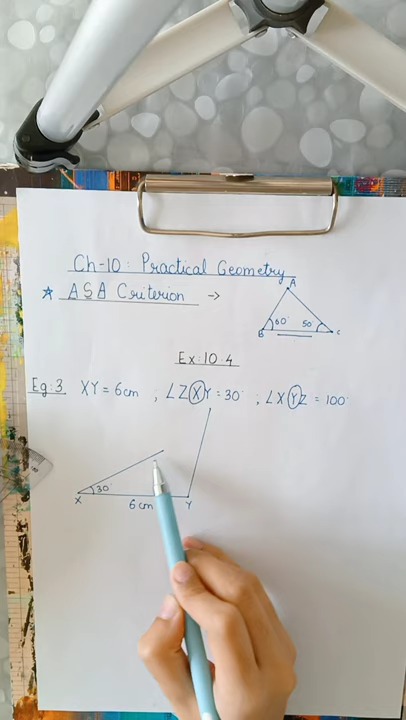 Ch-10: Practical Geometry
☆ ASA Criterion →
A
60°
50°
B
C
Ex: 10.4
Eg:3 XY = 6cm , ∠ZXY = 30° , ∠XYZ = 100°
30°
X
6 cm
Y